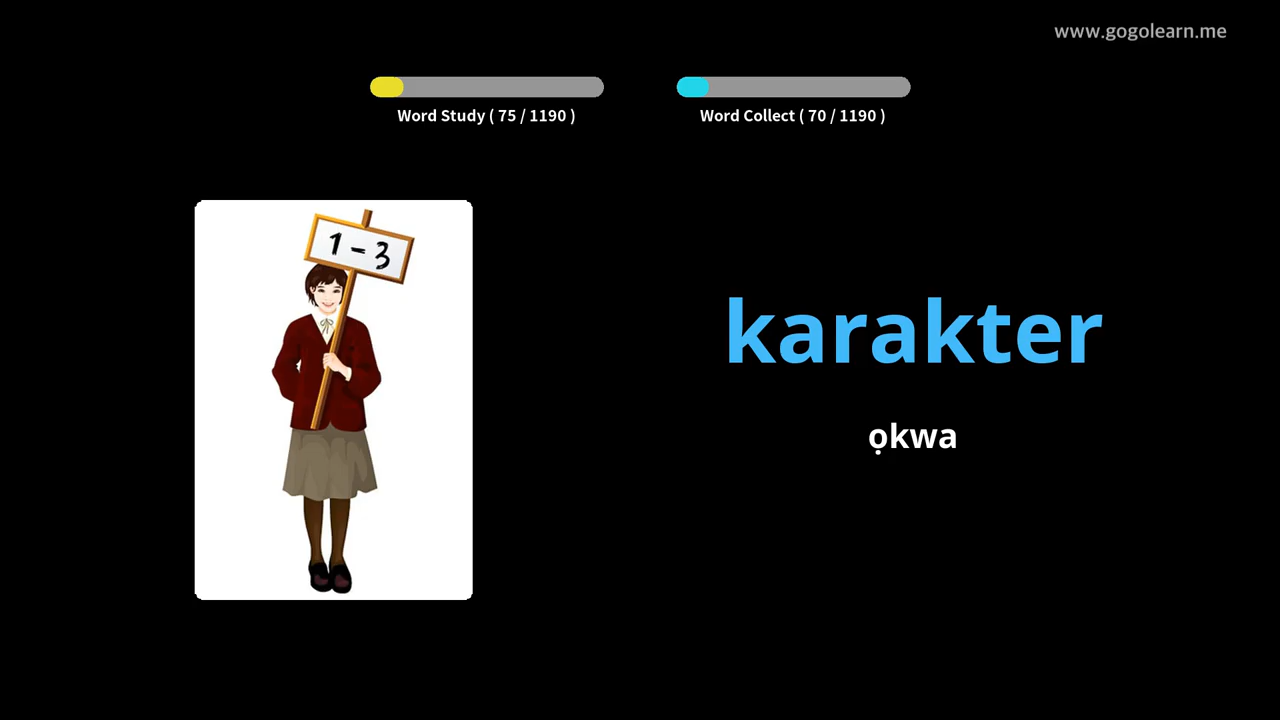 www.gogolearn.me
Word Study ( 75 / 1190 )
Word Collect ( 70 / 1190 )
1 - 3
karakter
ọkwa